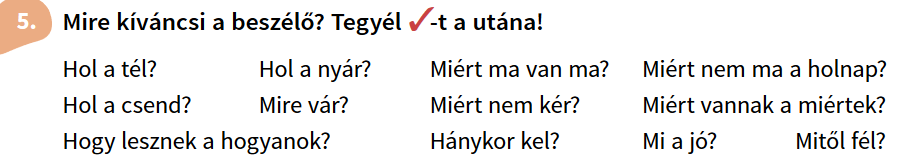 5. Mire kíváncsi a beszélő? Tegyél ✓-t a utána!
Hol a tél? Hol a nyár? Miért ma van ma? Miért nem ma a holnap?
Hol a csend? Mire vár? Miért nem kér? Miért vannak a miértek?
Hogy lesznek a hogyanok? Hánykor kel? Mi a jó? Mitől fél?